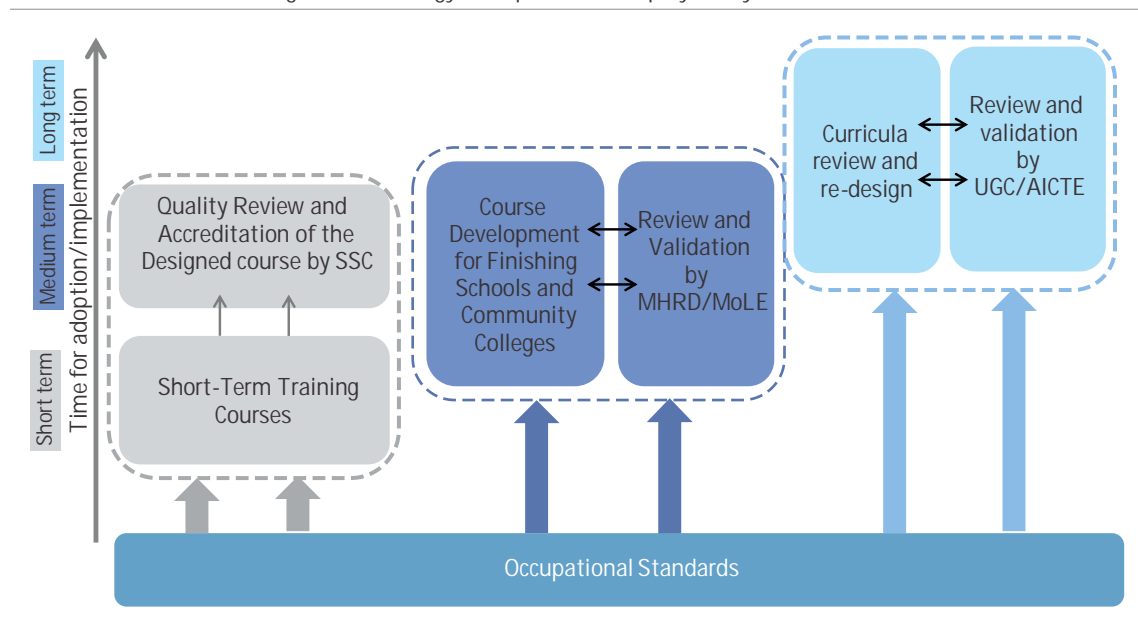 Long term
Medium term
Short term
Time for adoption/implementation
Quality Review and
Accreditation of the
Designed course by SSC
Short-Term Training
Courses
Course
Development
for Finishing
Schools and
Community
Colleges
Review and
Validation
by
MHRD/MoLE
Curricula
review and
re-design
Review and
validation
by
UGC/AICTE
Occupational Standards